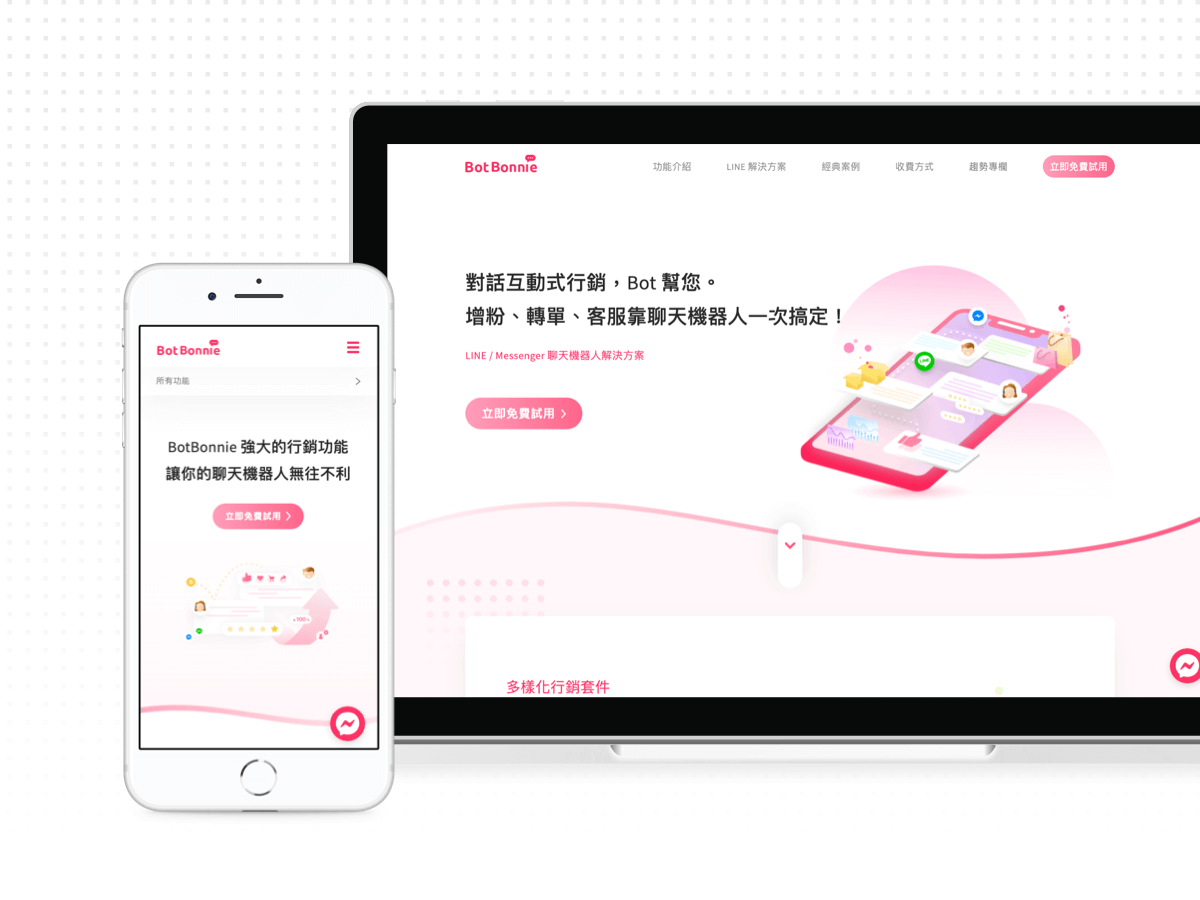 BotBonnie
功能介紹
LINE 解決方案
經典案例
收費方式
趨勢專欄
立即免費試用
對話互動式行銷，Bot 幫您。
增粉、轉單、客服靠聊天機器人一次搞定！
LINE / Messenger 聊天機器人解決方案
立即免費試用
多樣化行銷套件
BotBonnie
所有功能
BotBonnie 強大的行銷功能
讓你的聊天機器人無往不利
立即免費試用